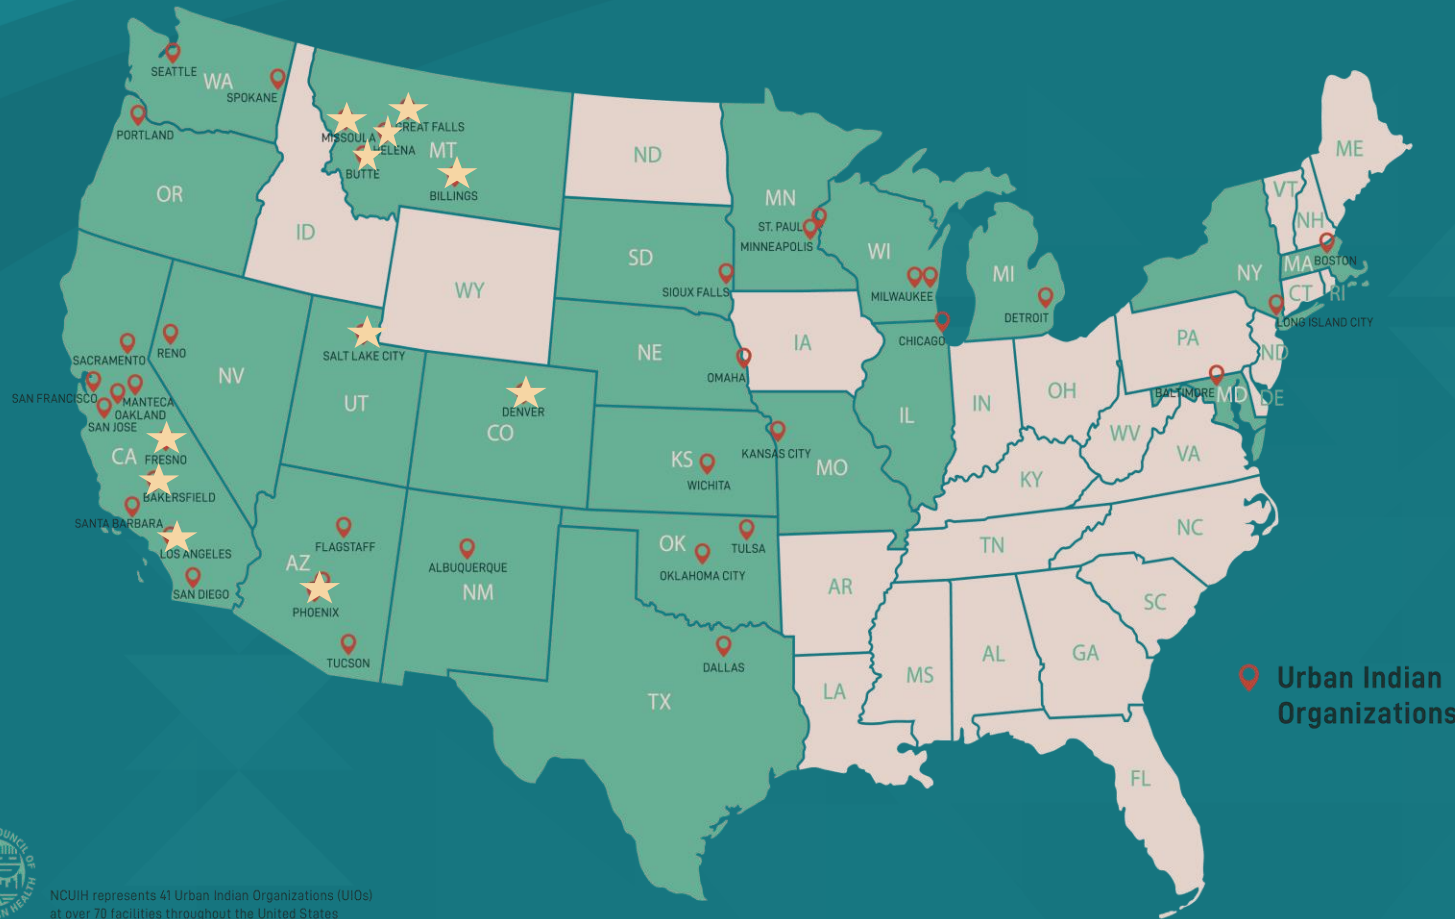 SEATTLE
WA
SPOKANE
PORTLAND
OR
ID
MISSOULA
GREAT FALLS
MT
BUTTE
BILLINGS
ND
MN
ST. PAUL
MINNEAPOLIS
SD
SIOUX FALLS
WY
WI
MILWAUKEE
MI
DETROIT
CHICAGO
ME
VT
NH
NY
MA
BOSTON
CT
RI
LONG ISLAND CITY
PA
ND
BALTIMORE
MD
DE
SACRAMENTO
RENO
NV
SAN FRANCISCO
MANTECA
OAKLAND
SAN JOSE
CA
FRESNO
BAKERSFIELD
SANTA BARBARA
LOS ANGELES
SAN DIEGO
SALT LAKE CITY
UT
DENVER
CO
NE
OMAHA
IA
IL
IN
OH
WV
VA
KY
KS
WICHITA
KANSAS CITY
MO
FLAGSTAFF
AZ
PHOENIX
TUCSON
ALBUQUERQUE
NM
OK
TULSA
OKLAHOMA CITY
DALLAS
TX
AR
LA
TN
NC
SC
MS
AL
GA
FL
Urban Indian
Organizations
NCUIH represents 41 Urban Indian Organizations (UIOs)
at over 70 facilities throughout the United States